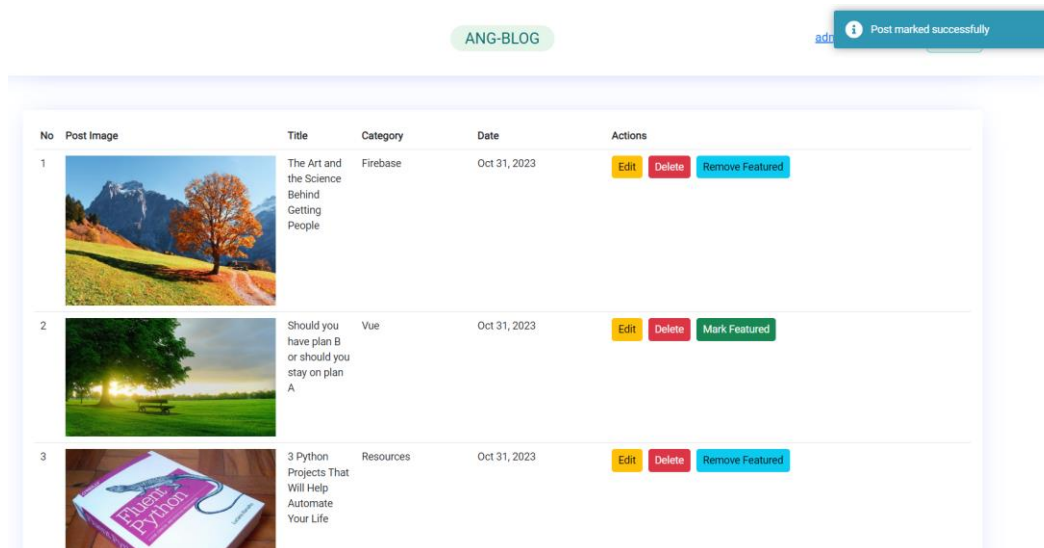 ANG-BLOG
Post marked successfully
No Post Image Title Category Date Actions
1 The Art and Firebase Oct 31, 2023 Edit Delete Remove Featured
the Science
Behind
Getting
People
2 Should you Vue Oct 31, 2023 Edit Delete Mark Featured
have plan B
or should you
stay on plan
A
3 3 Python Resources Oct 31, 2023 Edit Delete Remove Featured
Projects That
Will Help
Automate
Your Life
Fluent
Python